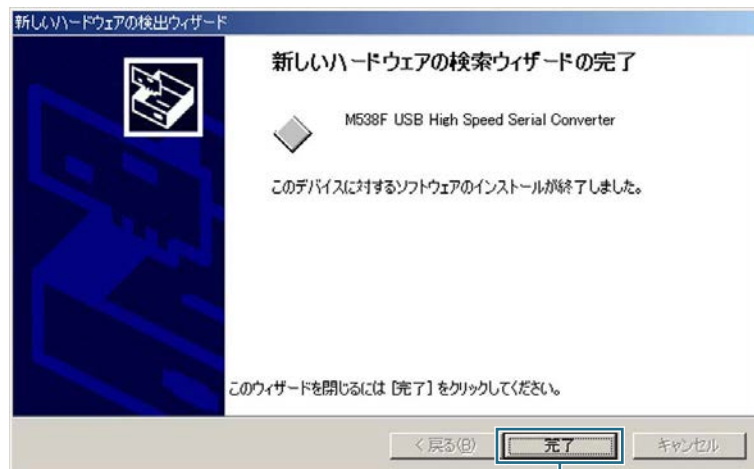 新しいハードウェアの検出ウィザード
新しいハードウェアの検索ウィザードの完了
M538F USB High Speed Serial Converter
このデバイスに対するソフトウェアのインストールが終了しました。
このウィザードを閉じるには [完了] をクリックしてください。
< 戻る(B) 完了 キャンセル